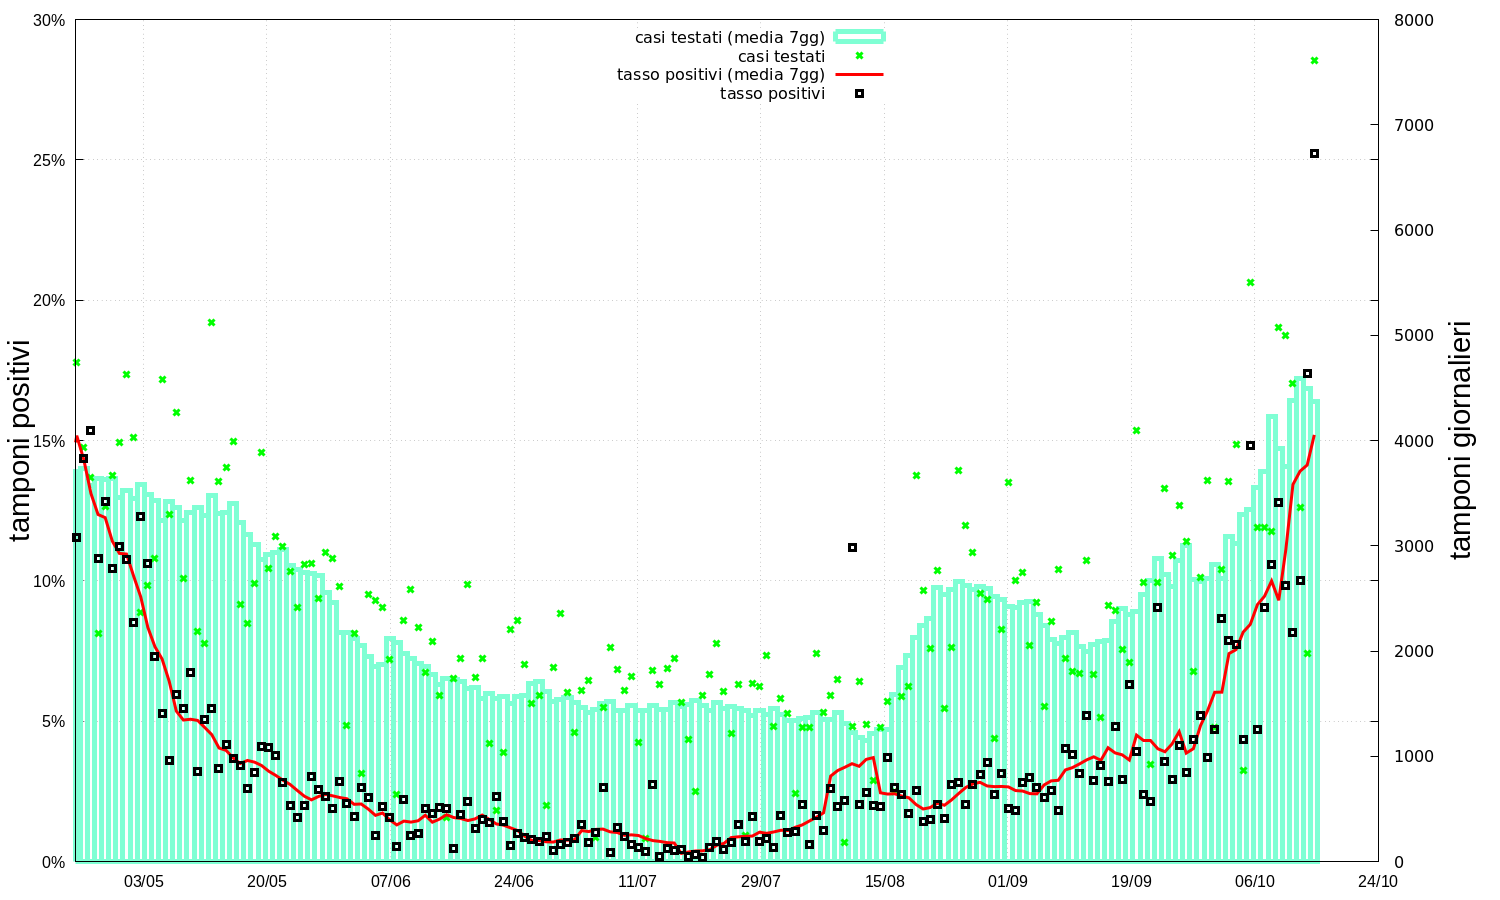 30%
8000
casi testati (media 7gg)
casi testati
tasso positivi (media 7gg)
tasso positivi
7000
25%
6000
20%
5000
tamponi positivi
tamponi giornalieri
15%
4000
3000
10%
2000
5%
1000
0%
0
03/05 20/05 07/06 24/06 11/07 29/07 15/08 01/09 19/09 06/10 24/10